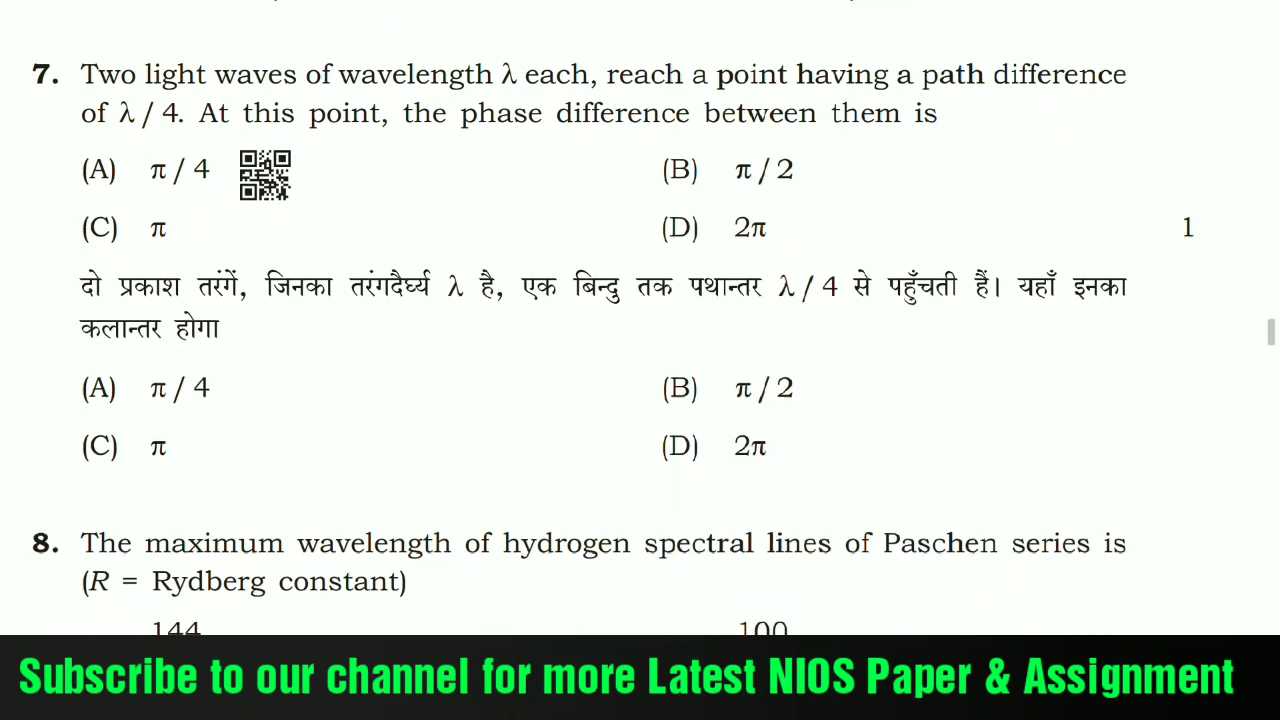 7. Two light waves of wavelength λ each, reach a point having a path difference
of λ / 4. At this point, the phase difference between them is
(A) π / 4 (B) π / 2
(C) π (D) 2π 1
दो प्रकाश तरंगें, जिनका तरंगदैर्घ्य λ है, एक बिन्दु तक पथान्तर λ / 4 से पहुँचती हैं। यहाँ इनका
कलान्तर होगा
(A) π / 4 (B) π / 2
(C) π (D) 2π
8. The maximum wavelength of hydrogen spectral lines of Paschen series is
(R = Rydberg constant)
144 100
Subscribe to our channel for more Latest NIOS Paper & Assignment